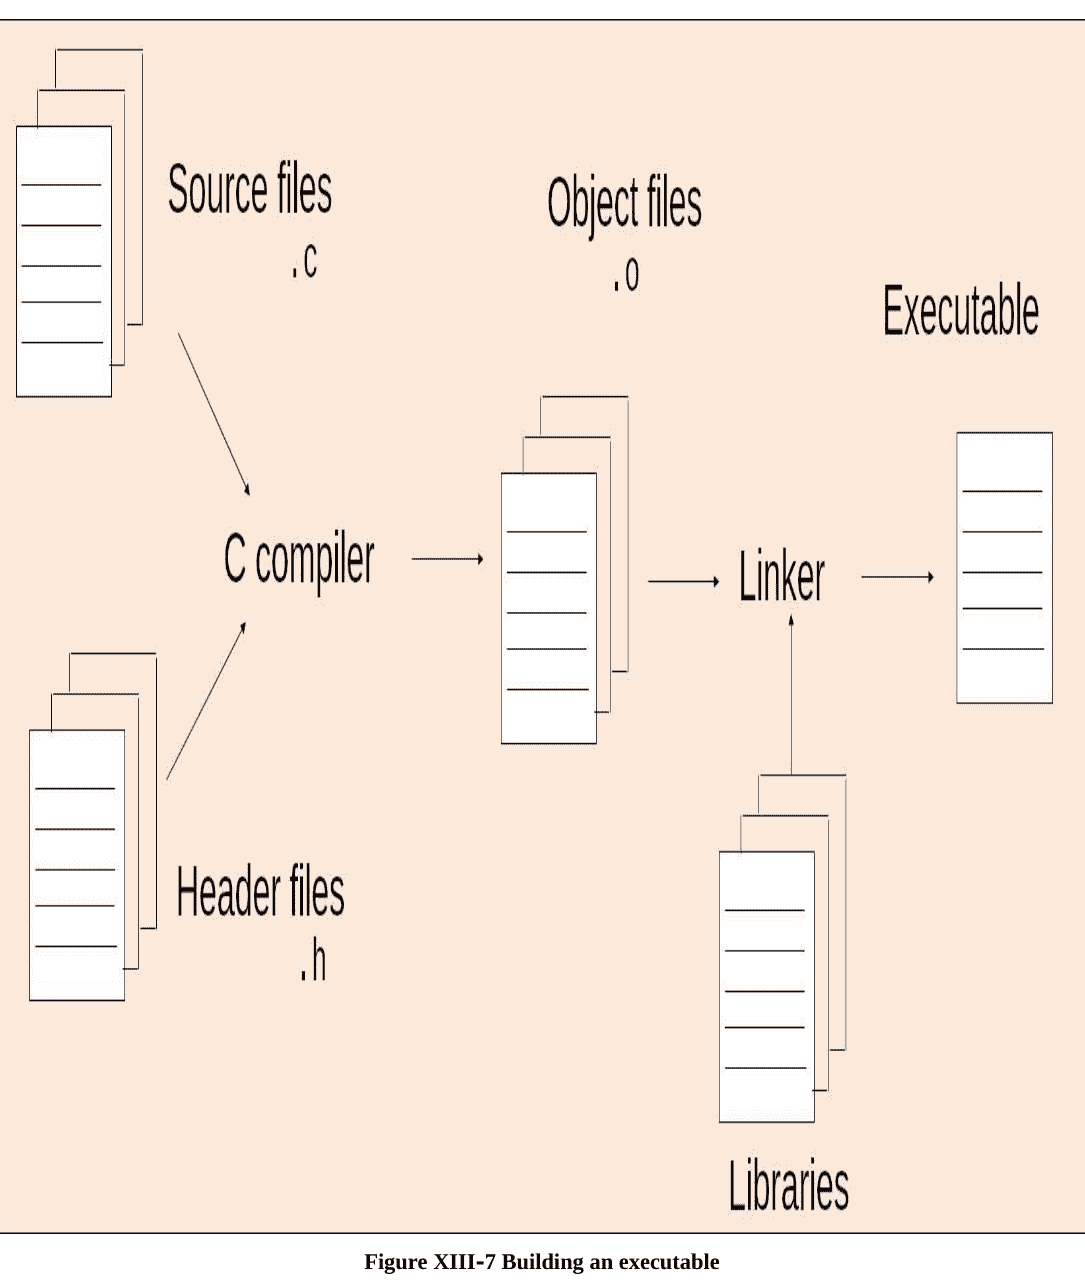 Source files
.c
Object files
.o
Executable
C compiler
Linker
Header files
.h
Libraries
Figure XIII-7 Building an executable